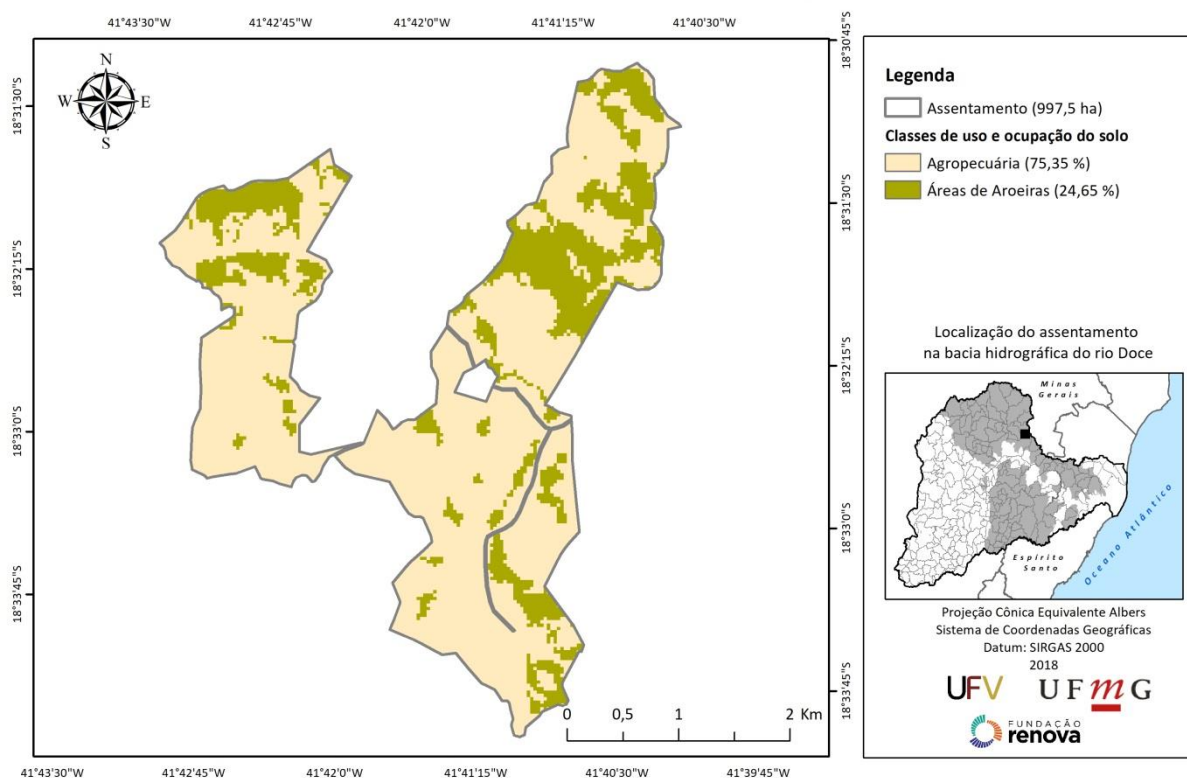 41°43'30"W 41°42'45"W 41°42'0"W 41°41'15"W 41°40'30"W
18°31'30"S
18°32'15"S
18°33'0"S
18°33'45"S
N
W E
S
18°30'45"S
18°31'30"S
18°32'15"S
18°33'0"S
18°33'45"S
0 0,5 1 2 Km
41°43'30"W 41°42'45"W 41°42'0"W 41°41'15"W 41°40'30"W 41°39'45"W
Legenda
Assentamento (997,5 ha)
Classes de uso e ocupação do solo
Agropecuária (75,35 %)
Áreas de Aroeiras (24,65 %)
Localização do assentamento
na bacia hidrográfica do rio Doce
Minas
Gerais
Espírito
Santo
Oceano Atlântico
Projeção Cônica Equivalente Albers
Sistema de Coordenadas Geográficas
Datum: SIRGAS 2000
2018
UFV UFmG
FUNDAÇÃO
renova